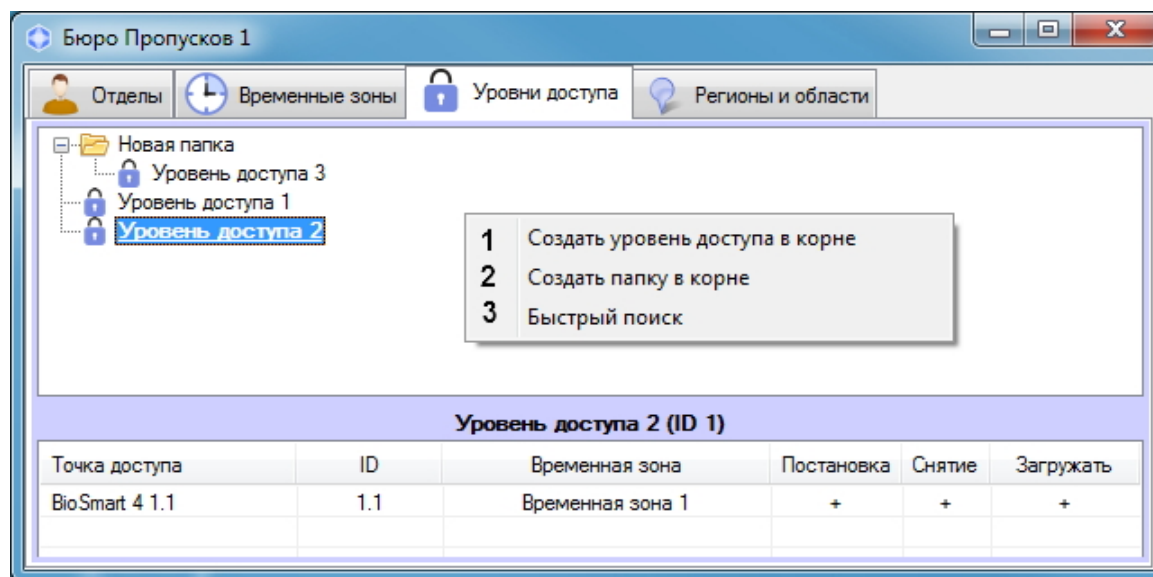 Бюро Пропусков 1
Отделы Временные зоны Уровни доступа Регионы и области
Новая папка
Уровень доступа 3
Уровень доступа 1
Уровень доступа 2
1 Создать уровень доступа в корне
2 Создать папку в корне
3 Быстрый поиск
Уровень доступа 2 (ID 1)
Точка доступа ID Временная зона Постановка Снятие Загружать
BioSmart 4 1.1 1.1 Временная зона 1 + + +